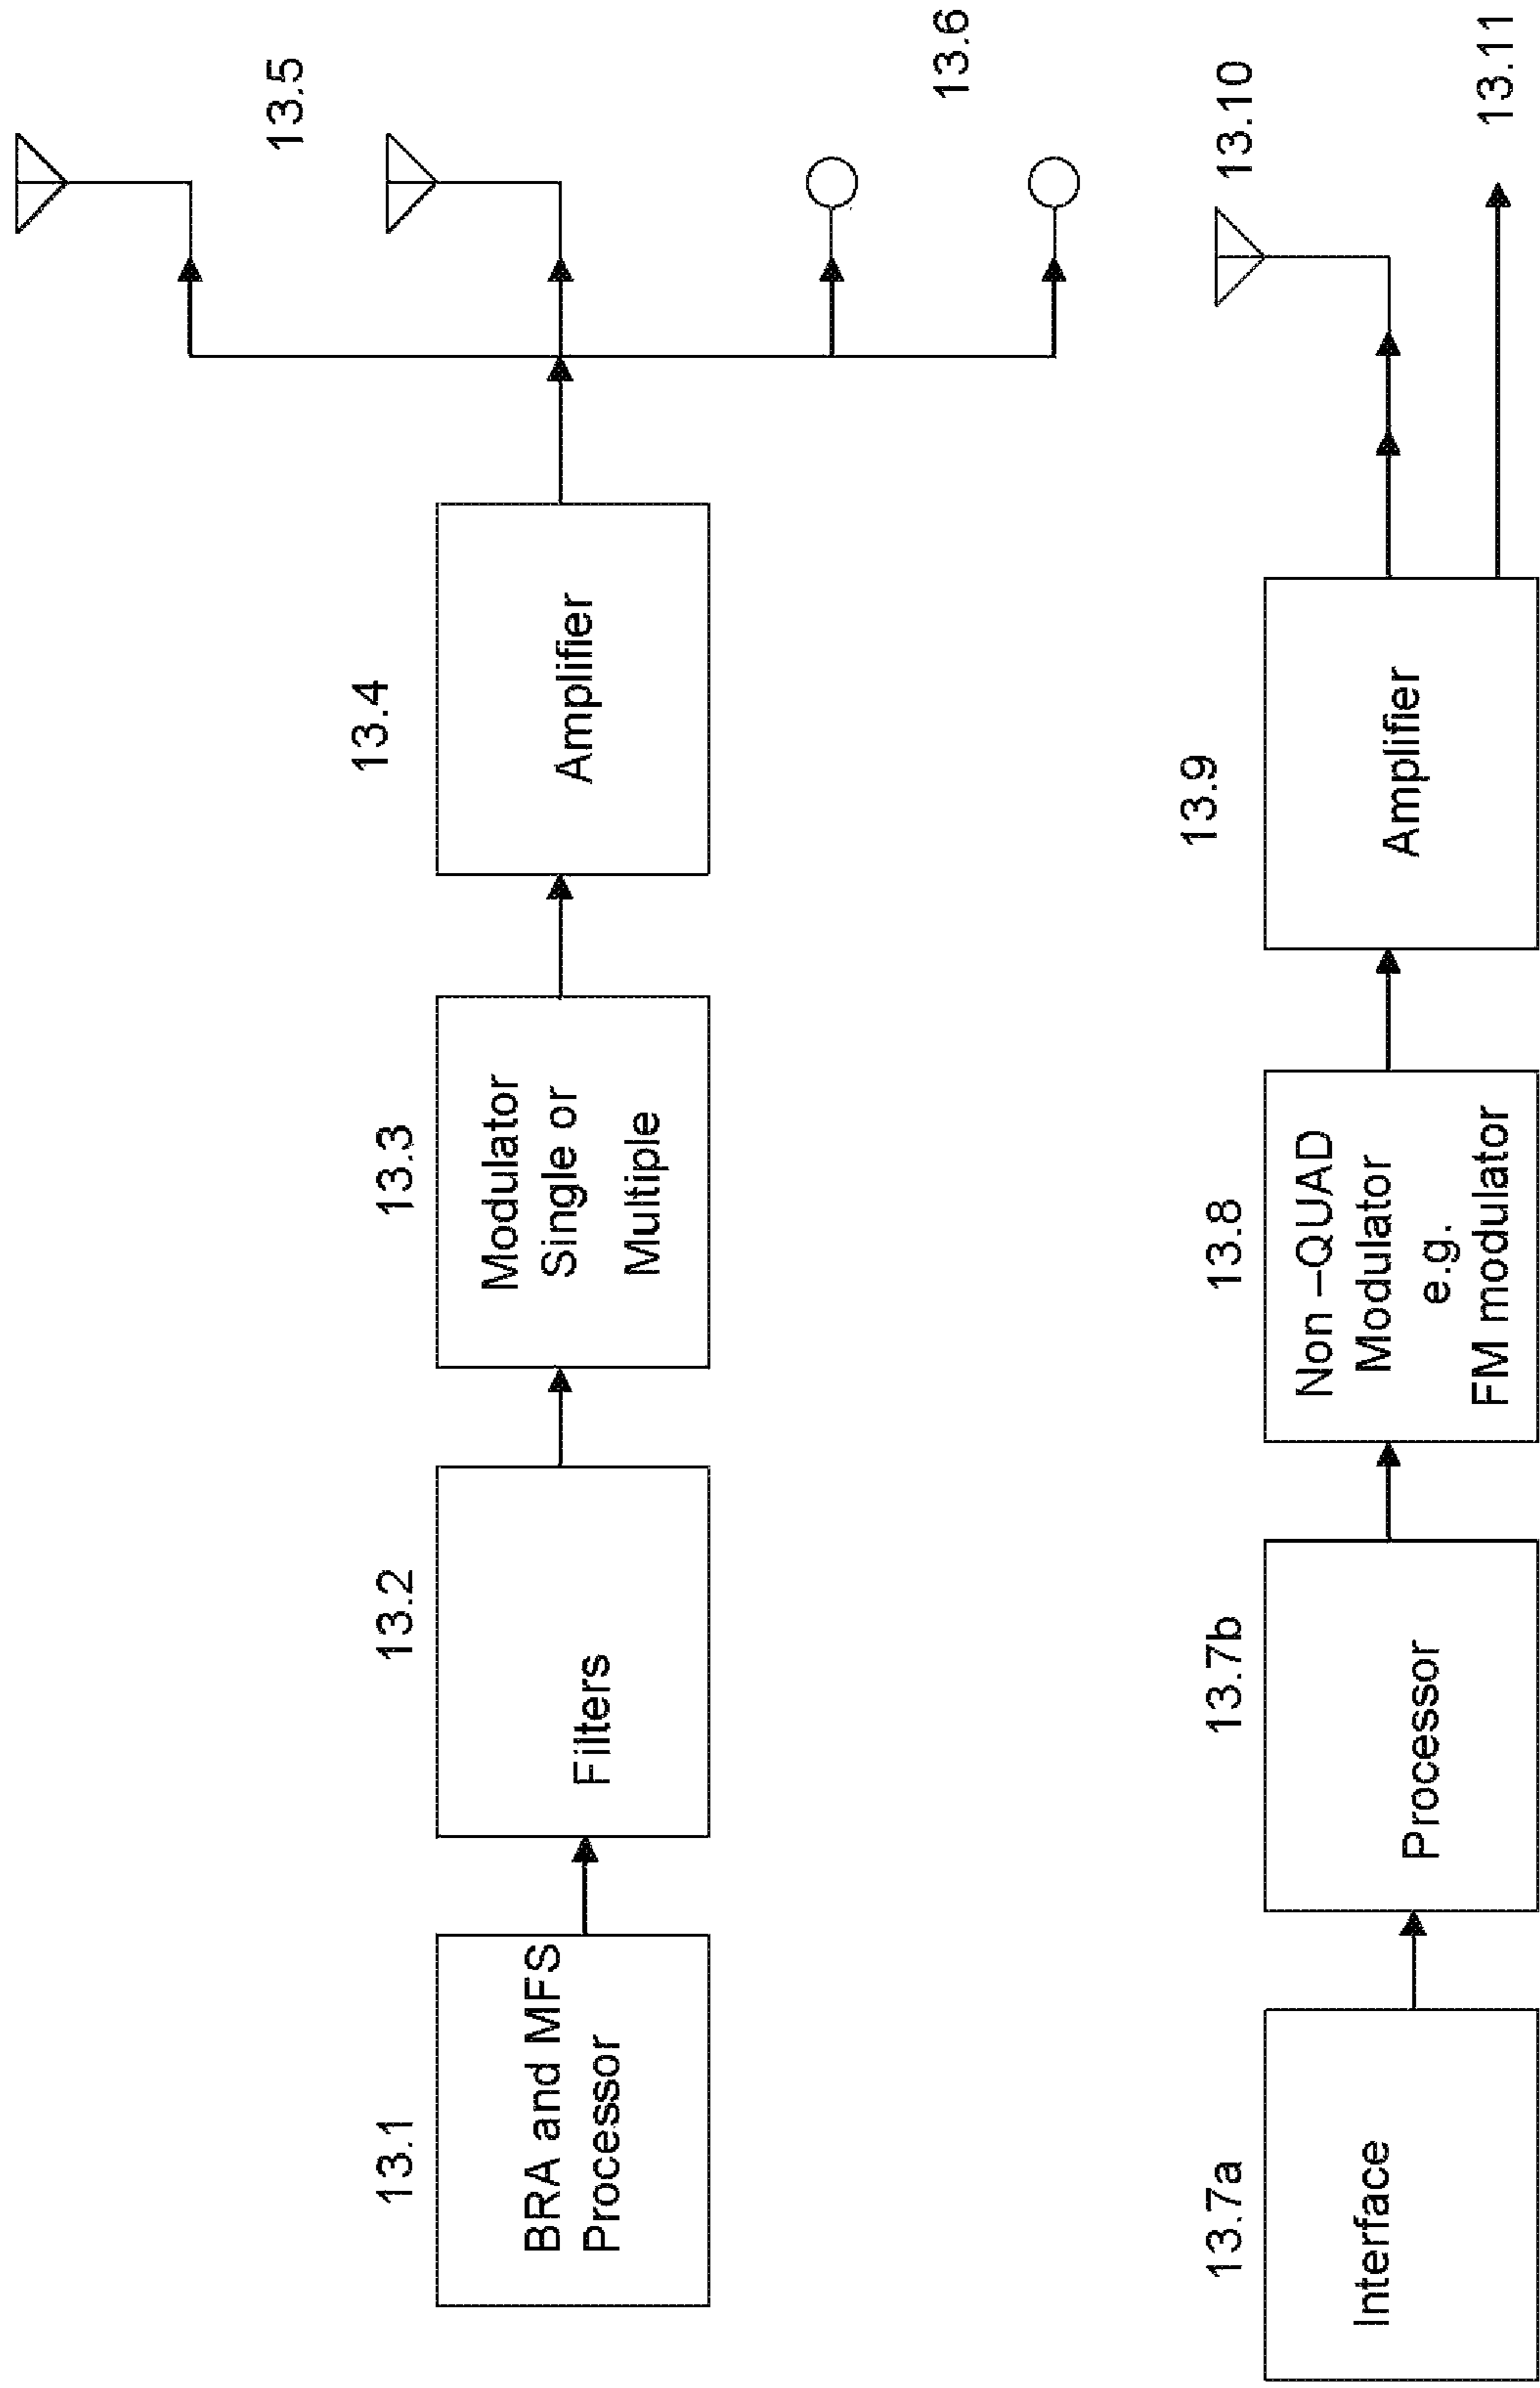 13.1
BRA and MFS
Processor
13.2
Filters
13.3
Modulator
Single or
Multiple
13.4
Amplifier
13.5
13.6
13.7a
Interface
13.7b
Processor
13.8
Non –QUAD
Modulator
e.g.
FM modulator
13.9
Amplifier
13.10
13.11